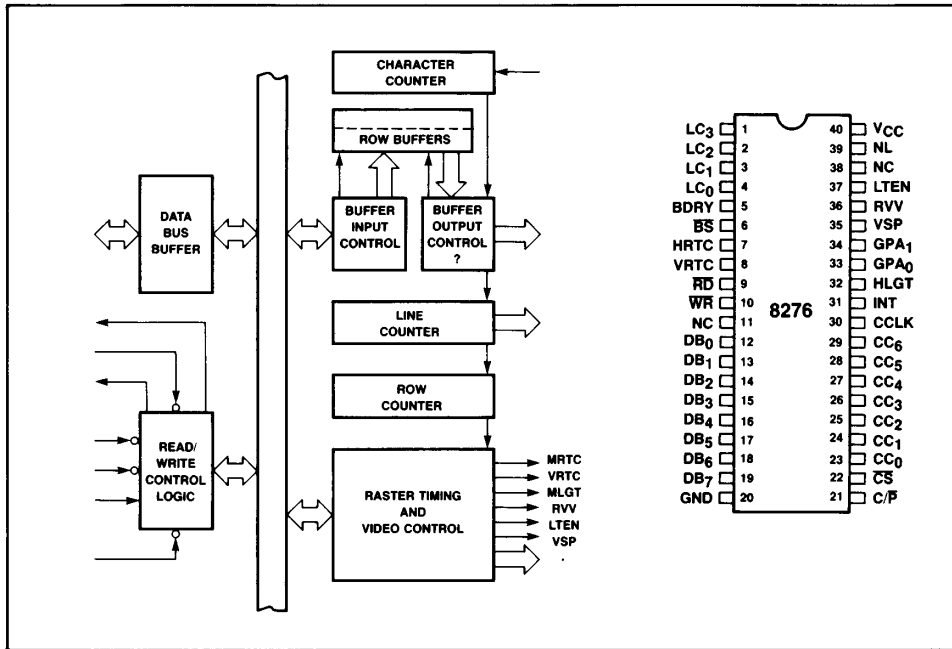 CHARACTER
COUNTER
ROW BUFFERS
DATA
BUS
BUFFER
BUFFER
INPUT
CONTROL
BUFFER
OUTPUT
CONTROL
?
LINE
COUNTER
ROW
COUNTER
READ/
WRITE
CONTROL
LOGIC
RASTER TIMING
AND
VIDEO CONTROL
MRTC
VRTC
MLGT
RVV
LTEN
VSP
LC3 1 40 VCC
LC2 2 39 NL
LC1 3 38 NC
LC0 4 37 LTEN
BDRY 5 36 RVV
B̅S̅ 6 35 VSP
HRTC 7 34 GPA1
VRTC 8 33 GPA0
R̅D̅ 9 32 HLGT
W̅R̅ 10 31 INT
NC 11 30 CCLK
DB0 12 29 CC6
DB1 13 28 CC5
DB2 14 27 CC4
DB3 15 26 CC3
DB4 16 25 CC2
DB5 17 24 CC1
DB6 18 23 CC0
DB7 19 22 C̅S̅
GND 20 21 C/P̅
8276